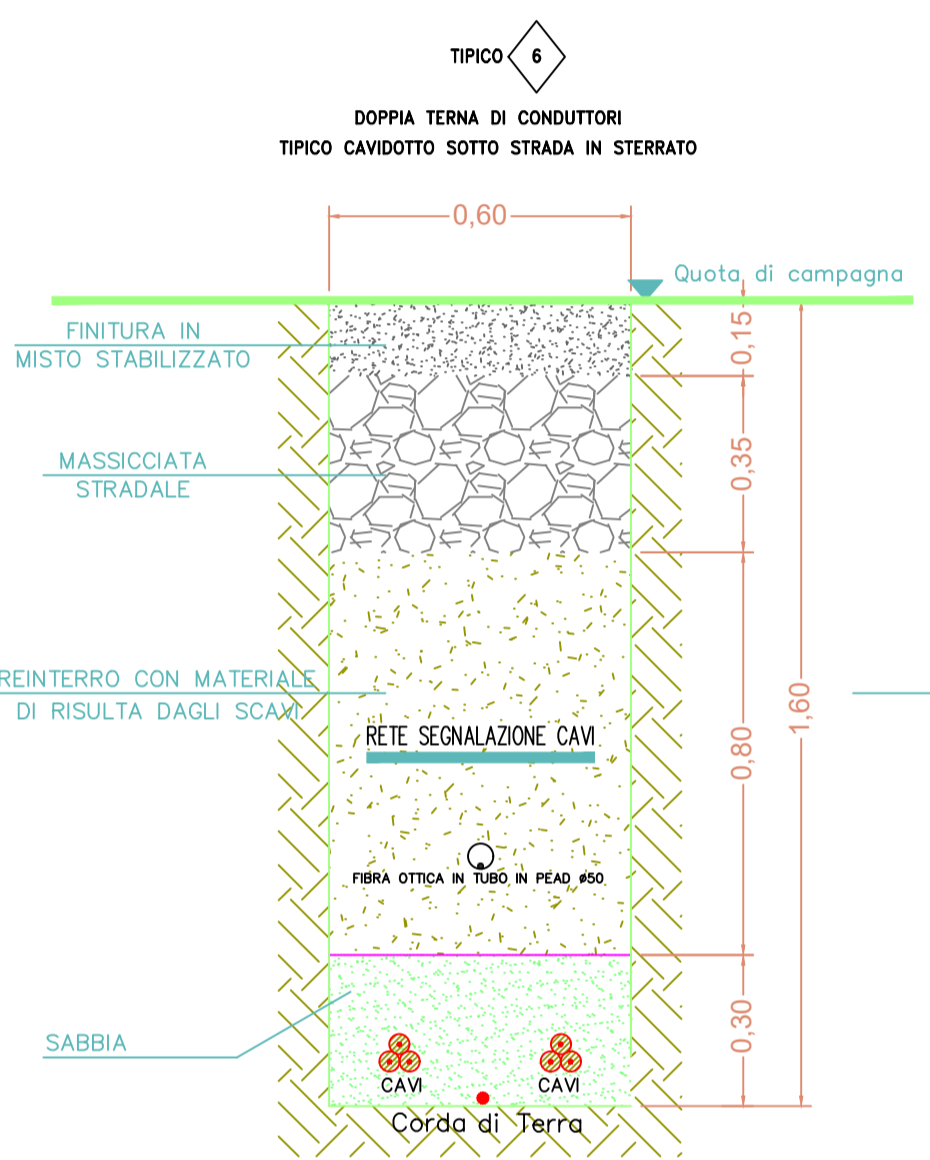 TIPICO 6
DOPPIA TERNA DI CONDUTTORI
TIPICO CAVIDOTTO SOTTO STRADA IN STERRATO
0,60
Quota di campagna
FINITURA IN
MISTO STABILIZZATO
0,15
MASSICCIATA
STRADALE
0,35
REINTERRO CON MATERIALE
DI RISULTA DAGLI SCAVI
RETE SEGNALAZIONE CAVI
0,80
1,60
FIBRA OTTICA IN TUBO IN PEAD ø50
SABBIA
0,30
CAVI
CAVI
Corda di Terra